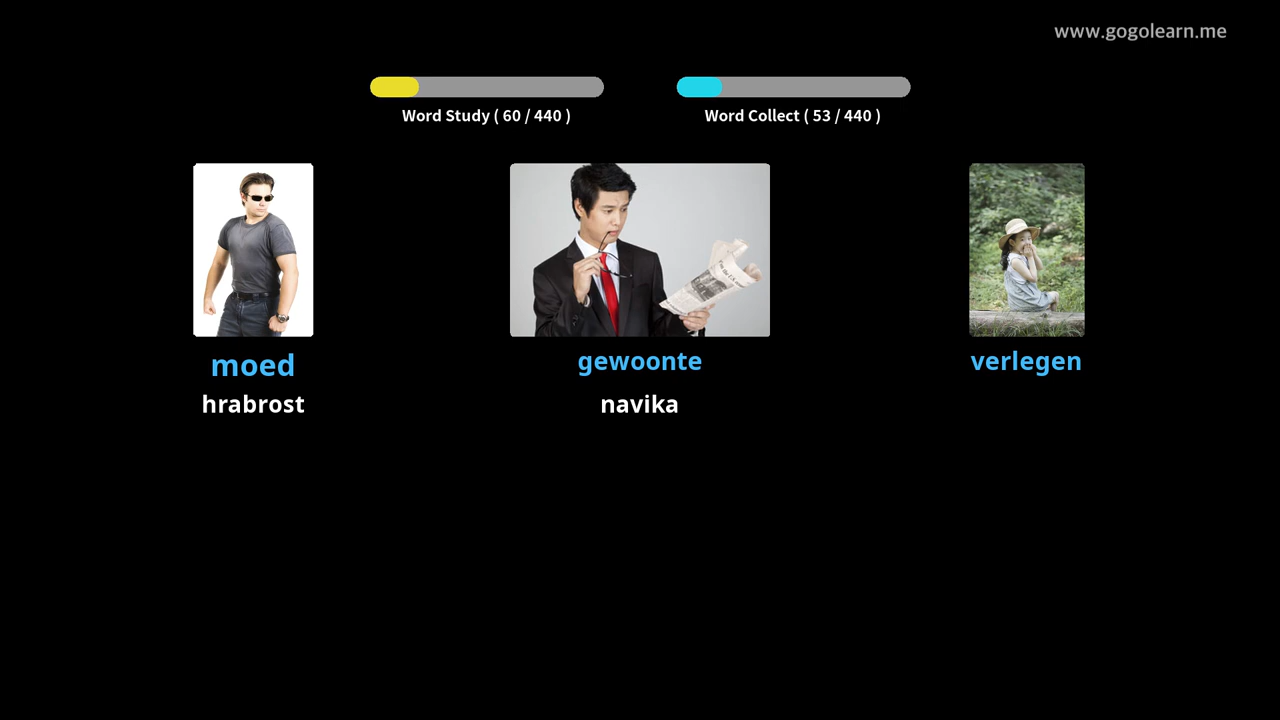 www.gogolearn.me
Word Study ( 60 / 440 )
Word Collect ( 53 / 440 )
moed
gewoonte
verlegen
hrabrost
navika